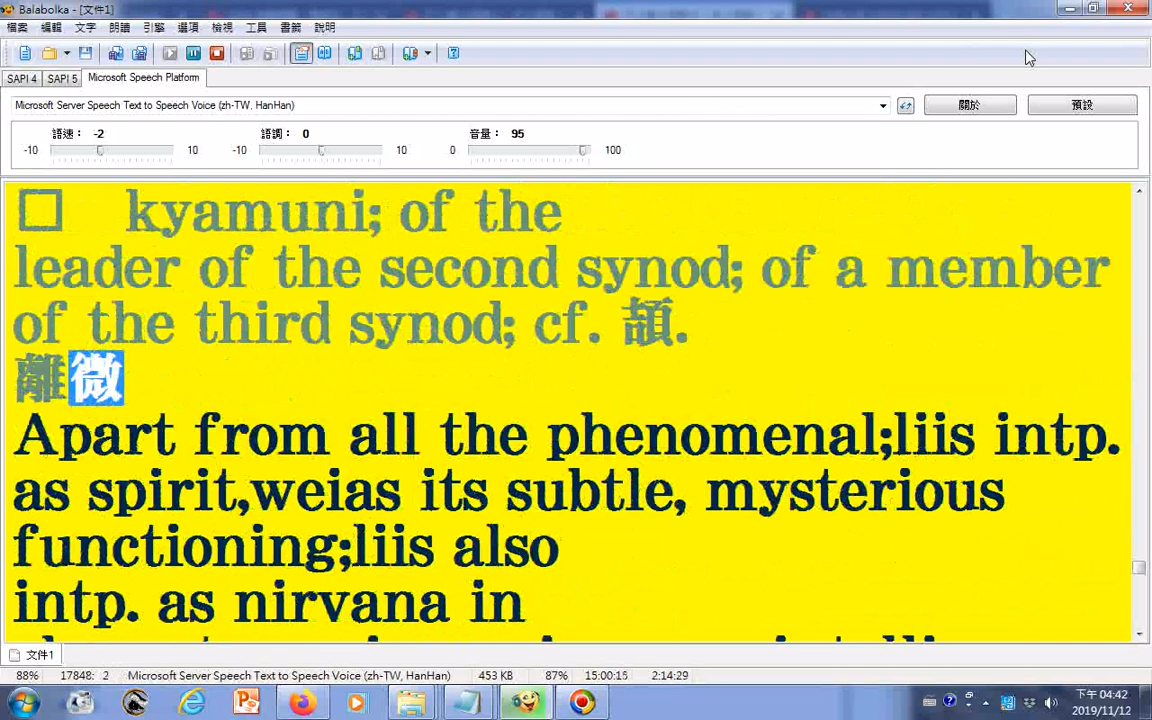 Balabolka - [文件1]
檔案 編輯 文字 朗讀 引擎 選項 檢視 工具 書籤 說明
SAPI 4 SAPI 5 Microsoft Speech Platform
Microsoft Server Speech Text to Speech Voice (zh-TW, HanHan)
關於 預設
語速： -2 語調： 0 音量： 95
-10 10 -10 10 0 100
□ kyamuni; of the
leader of the second synod; of a member
of the third synod; cf. 頡.
離微
Apart from all the phenomenal;liis intp.
as spirit,weias its subtle, mysterious
functioning;liis also
intp. as nirvana in
文件1
88% 17848: 2 Microsoft Server Speech Text to Speech Voice (zh-TW, HanHan) 453 KB 87% 15:00:15 2:14:29
下午 04:42
2019/11/12